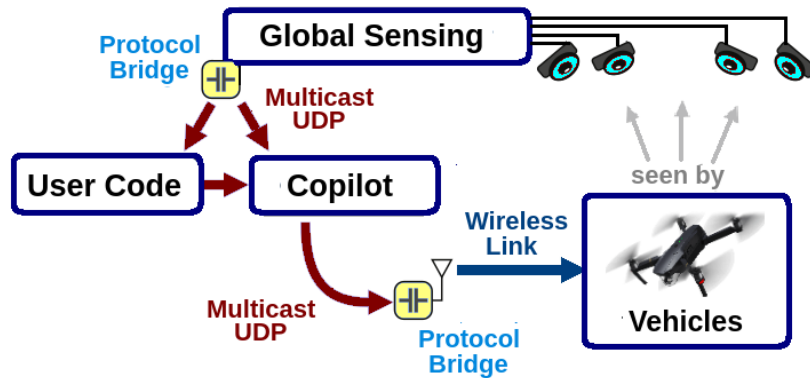 Global Sensing
Protocol
Bridge
Multicast
UDP
User Code
Copilot
seen by
Wireless
Link
Vehicles
Multicast
UDP
Protocol
Bridge